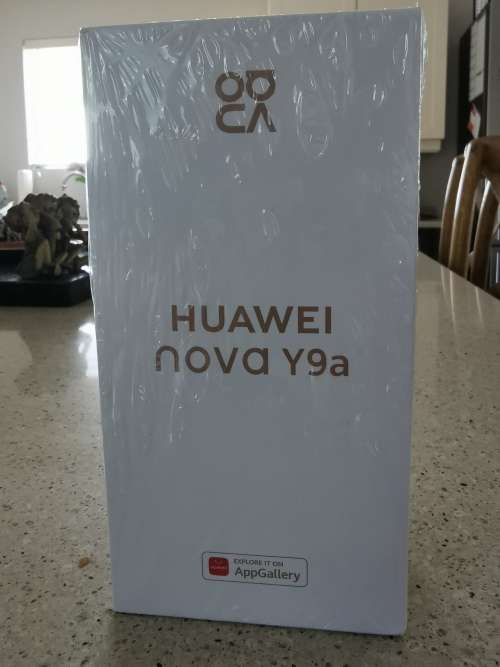 HUAWEI
nova Y9a
EXPLORE IT ON
AppGallery